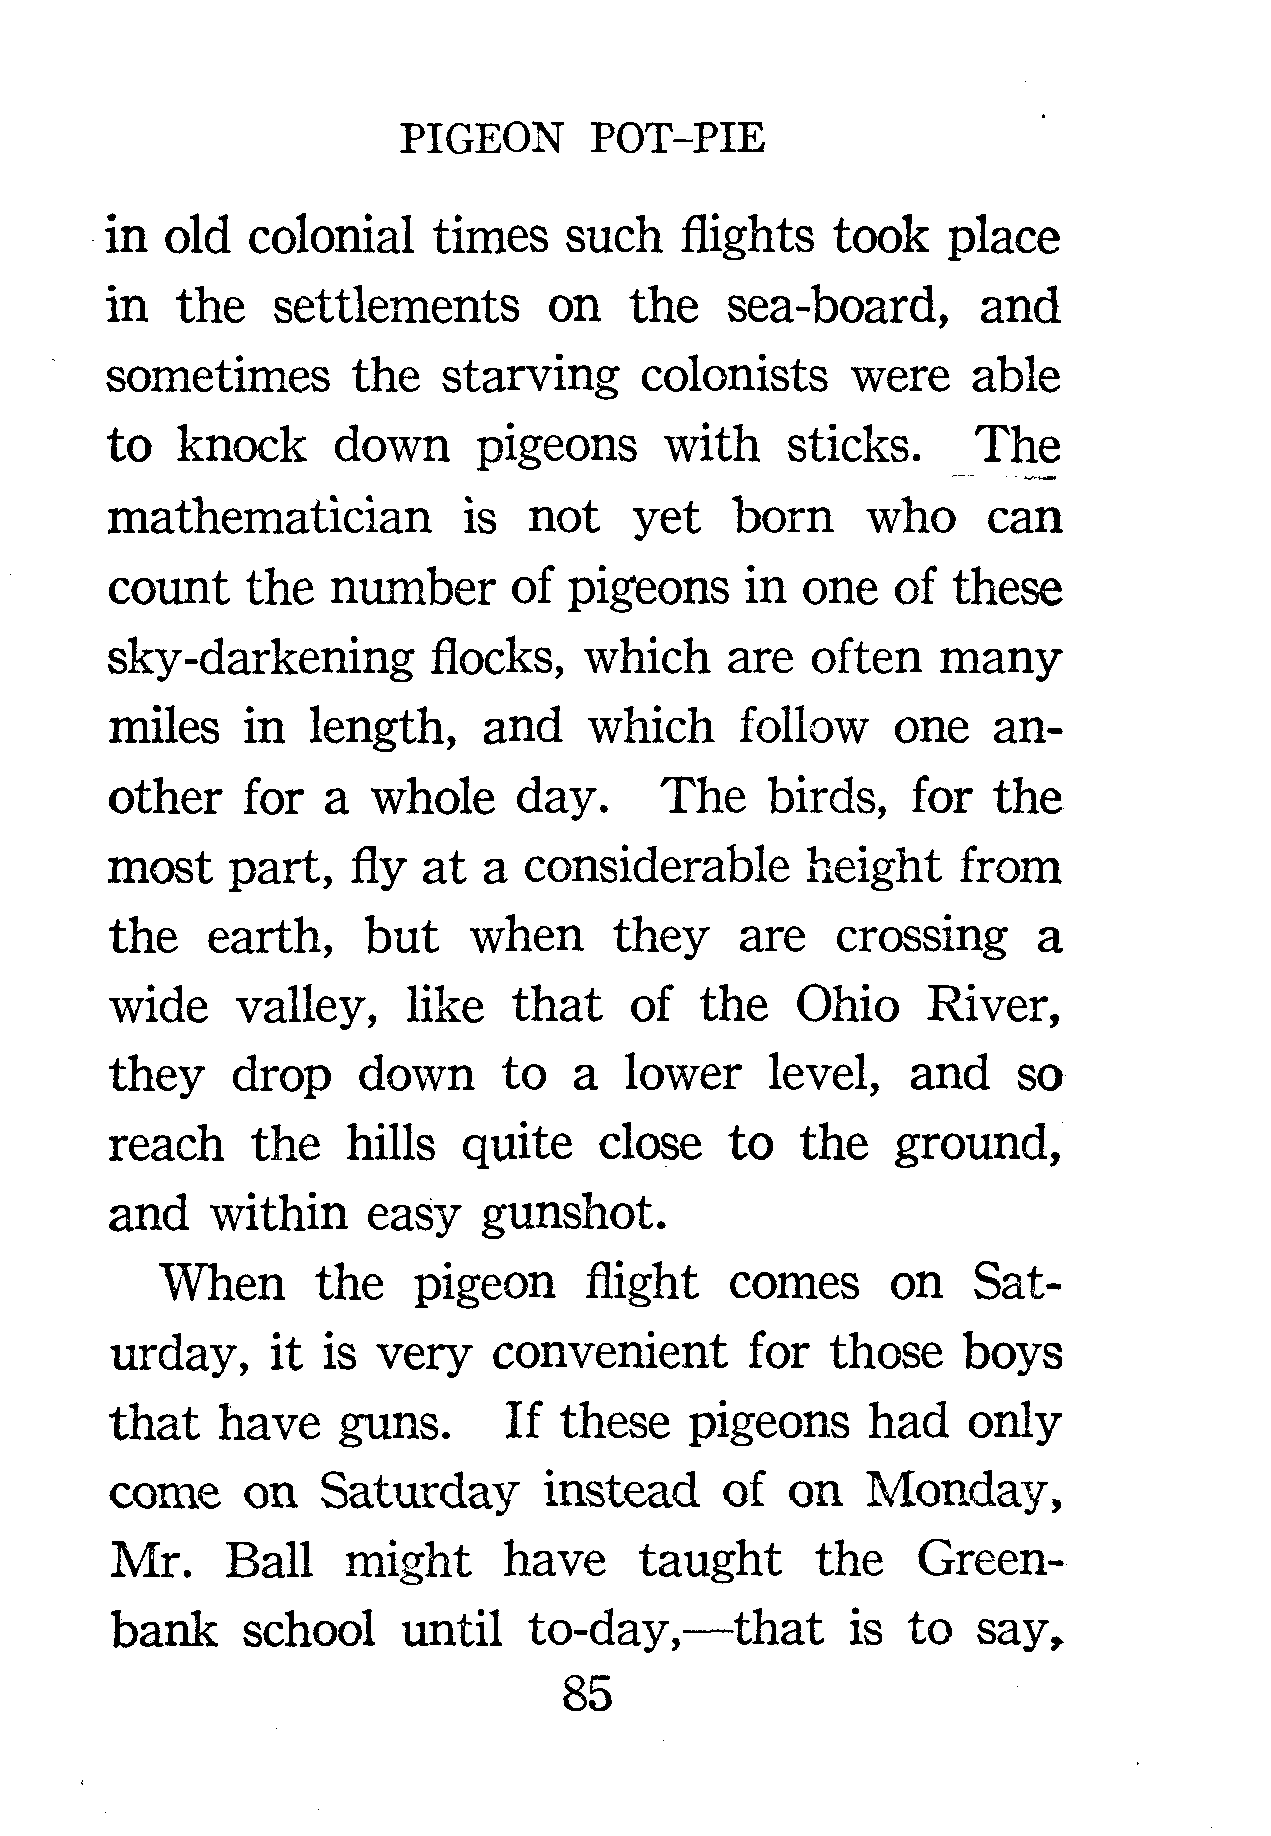 PIGEON POT-PIE
in old colonial times such flights took place
in the settlements on the sea-board, and
sometimes the starving colonists were able
to knock down pigeons with sticks. The
mathematician is not yet born who can
count the number of pigeons in one of these
sky-darkening flocks, which are often many
miles in length, and which follow one an-
other for a whole day. The birds, for the
most part, fly at a considerable height from
the earth, but when they are crossing a
wide valley, like that of the Ohio River,
they drop down to a lower level, and so
reach the hills quite close to the ground,
and within easy gunshot.
When the pigeon flight comes on Sat-
urday, it is very convenient for those boys
that have guns. If these pigeons had only
come on Saturday instead of on Monday,
Mr. Ball might have taught the Green-
bank school until to-day,—that is to say,
85